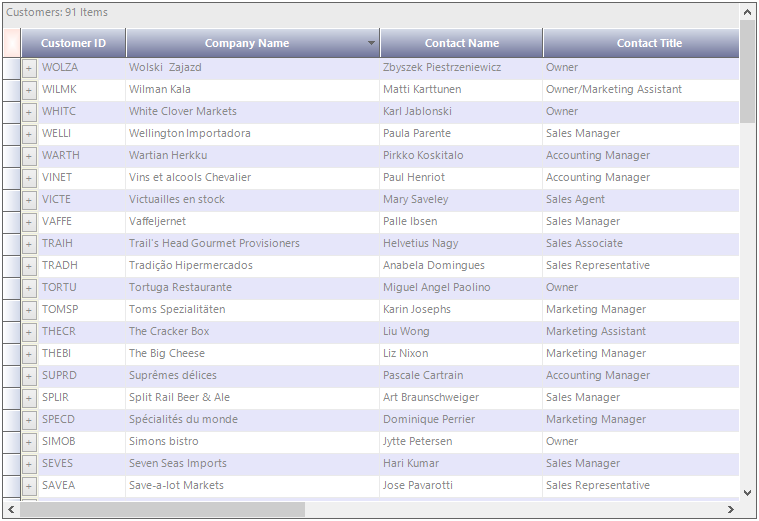 Customers: 91 Items
Customer ID Company Name Contact Name Contact Title
WOLZA Wolski  Zajazd Zbyszek Piestrzeniewicz Owner
WILMK Wilman Kala Matti Karttunen Owner/Marketing Assistant
WHITC White Clover Markets Karl Jablonski Owner
WELLI Wellington Importadora Paula Parente Sales Manager
WARTH Wartian Herkku Pirkko Koskitalo Accounting Manager
VINET Vins et alcools Chevalier Paul Henriot Accounting Manager
VICTE Victuailles en stock Mary Saveley Sales Agent
VAFFE Vaffeljernet Palle Ibsen Sales Manager
TRAIH Trail's Head Gourmet Provisioners Helvetius Nagy Sales Associate
TRADH Tradição Hipermercados Anabela Domingues Sales Representative
TORTU Tortuga Restaurante Miguel Angel Paolino Owner
TOMSP Toms Spezialitäten Karin Josephs Marketing Manager
THECR The Cracker Box Liu Wong Marketing Assistant
THEBI The Big Cheese Liz Nixon Marketing Manager
SUPRD Suprêmes délices Pascale Cartrain Accounting Manager
SPLIR Split Rail Beer & Ale Art Braunschweiger Sales Manager
SPECD Spécialités du monde Dominique Perrier Marketing Manager
SIMOB Simons bistro Jytte Petersen Owner
SEVES Seven Seas Imports Hari Kumar Sales Manager
SAVEA Save-a-lot Markets Jose Pavarotti Sales Representative